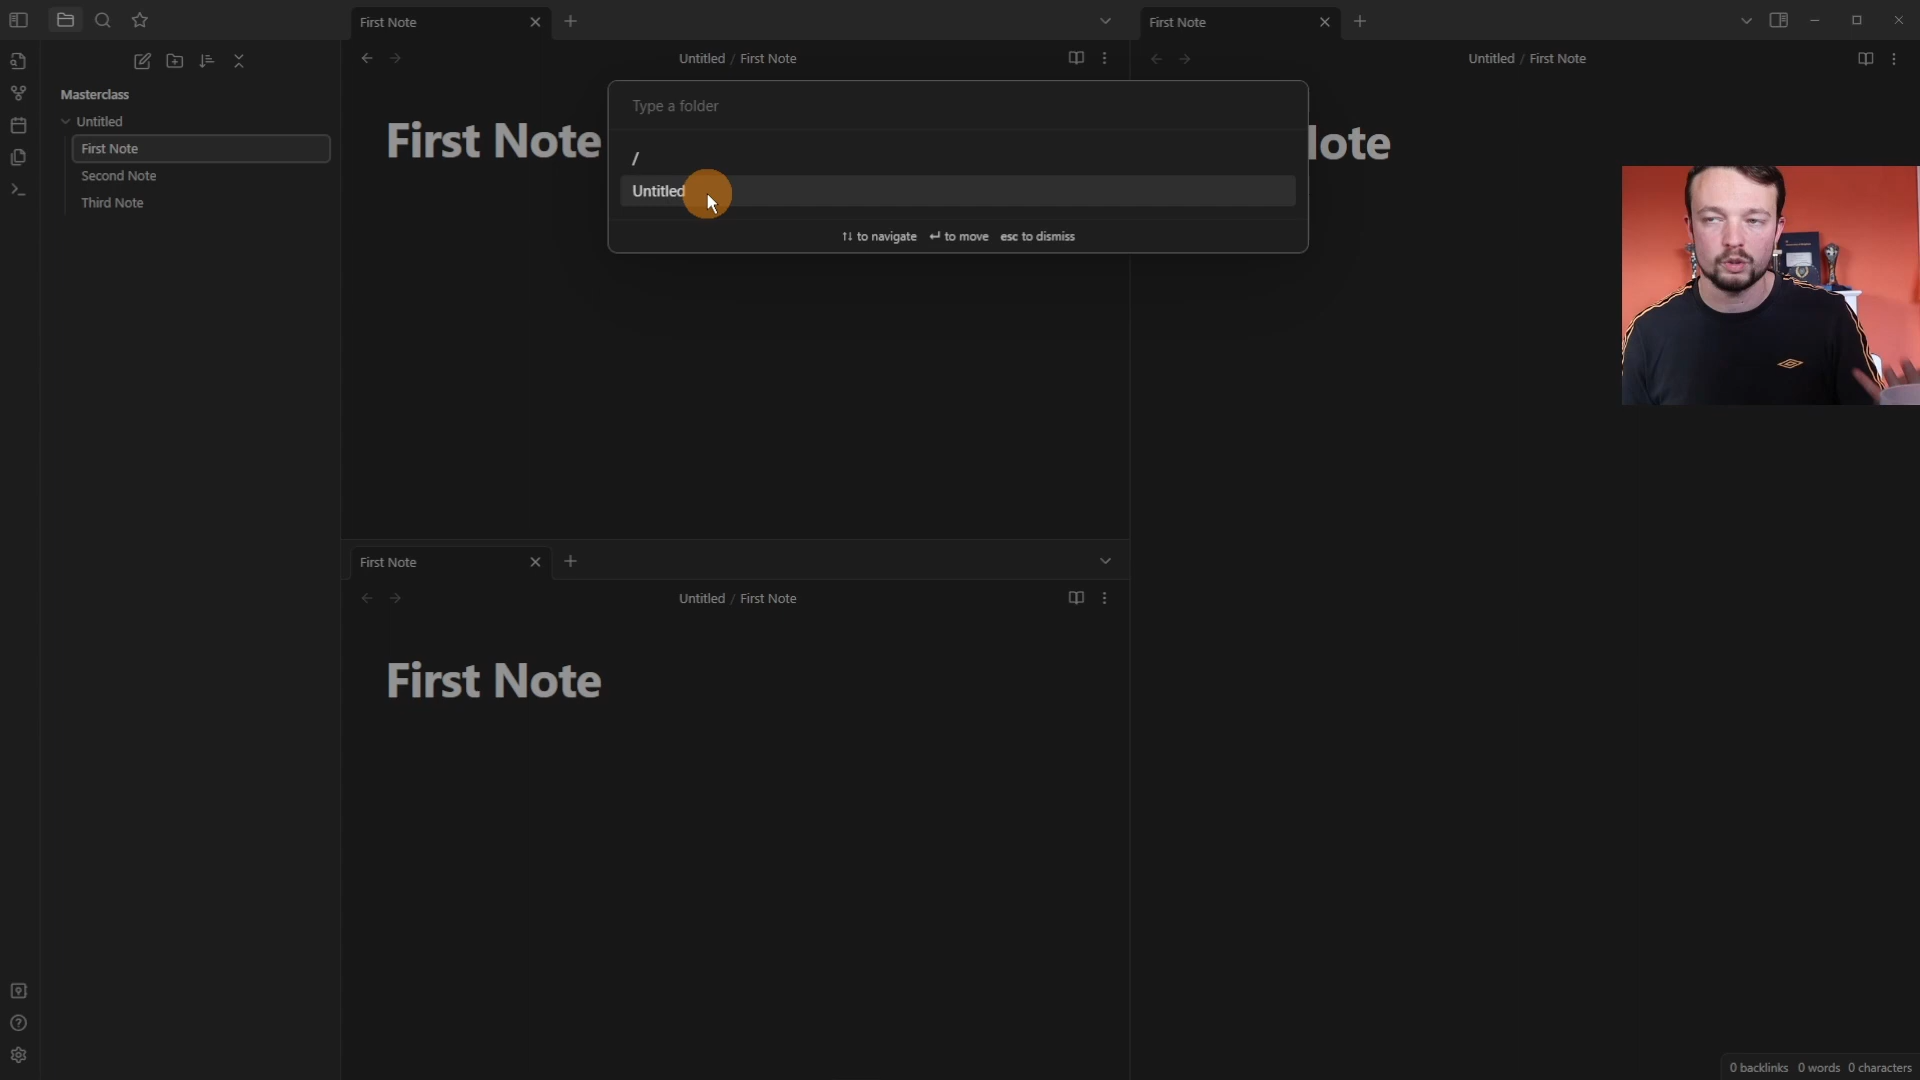 First Note
First Note
Untitled / First Note
Untitled / First Note
Masterclass
Untitled
First Note
Second Note
Third Note
First Note
Type a folder
/
Untitled
↑↓ to navigate ↵ to move esc to dismiss
lote
First Note
Untitled / First Note
First Note
0 backlinks 0 words 0 characters